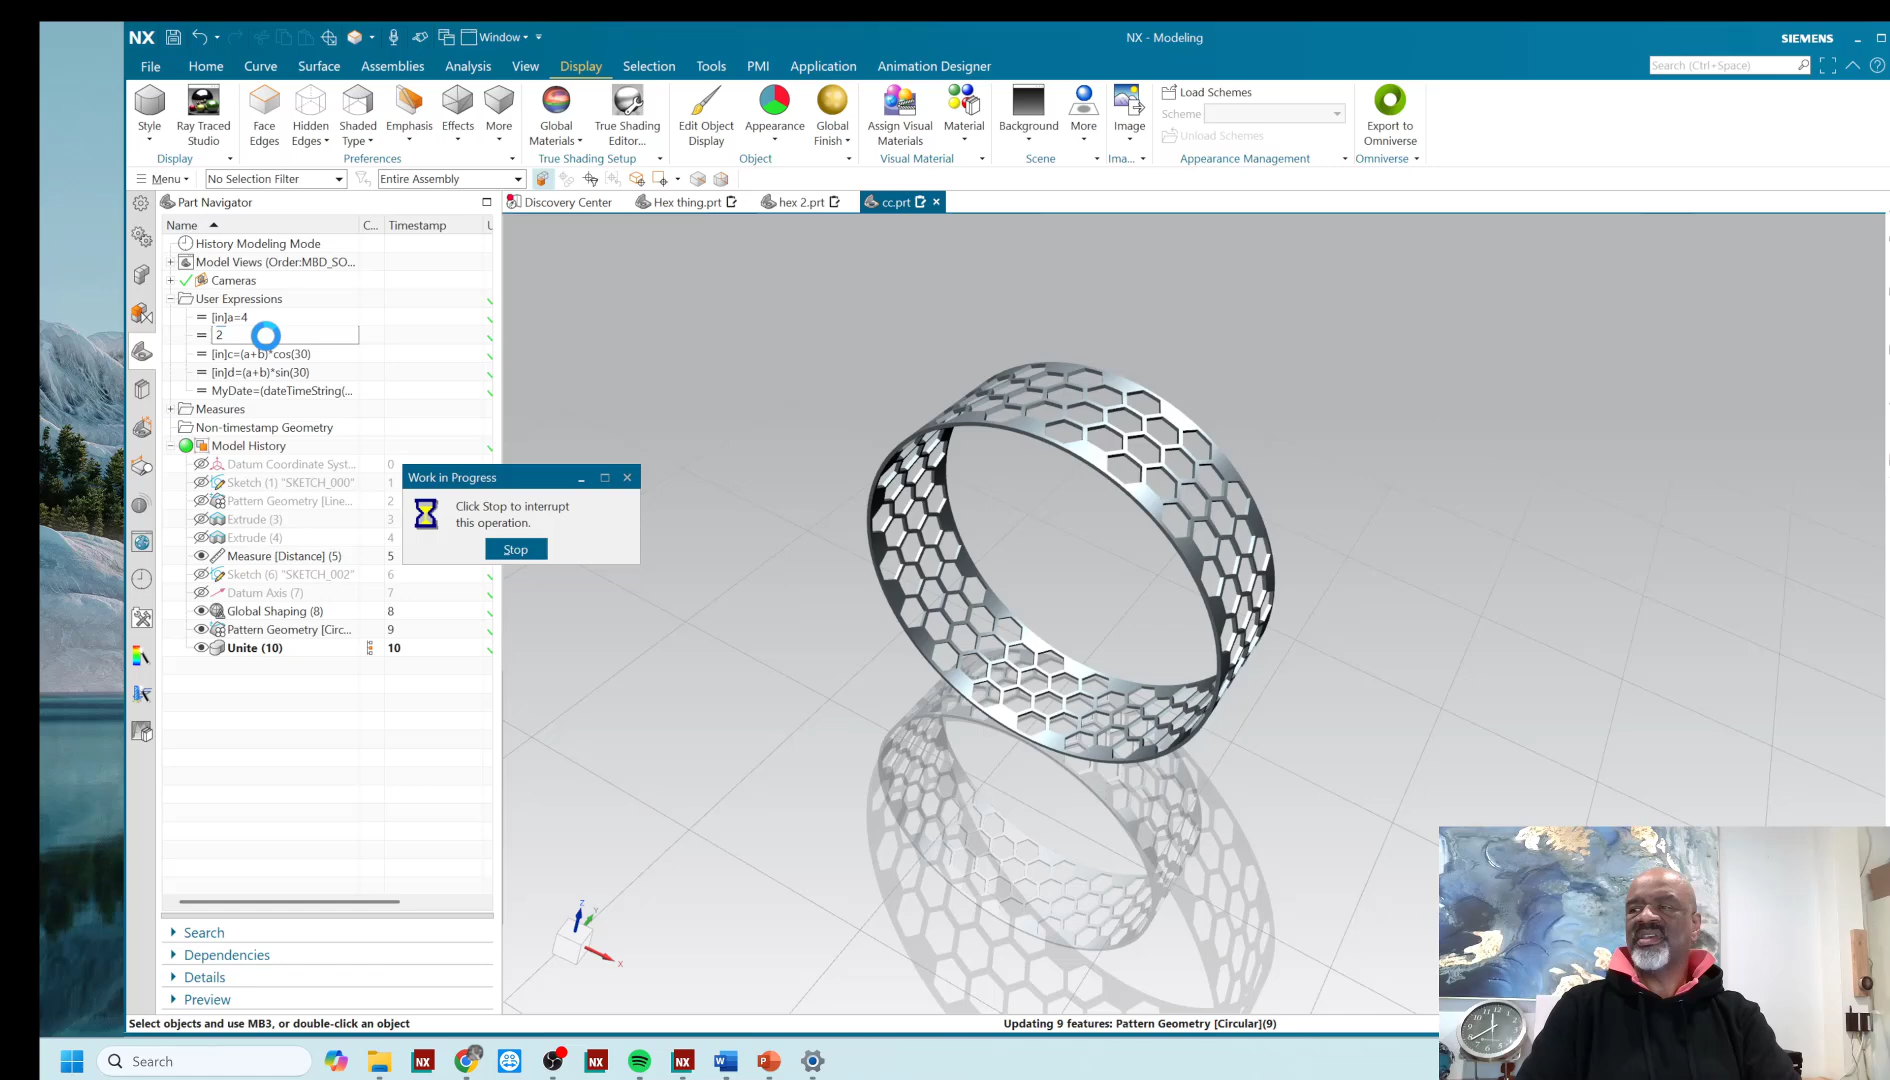 NX
Window
NX - Modeling
SIEMENS
File Home Curve Surface Assemblies Analysis View Display Selection Tools PMI Application Animation Designer
Search (Ctrl+Space)
Style
Ray Traced Studio
Face Edges
Hidden Edges
Shaded Type
Emphasis
Effects
More
Global Materials
True Shading Editor...
Edit Object Display
Appearance
Global Finish
Assign Visual Materials
Material
Background
More
Image
Load Schemes
Scheme
Unload Schemes
Export to Omniverse
Display Preferences True Shading Setup Object Visual Material Scene Ima... Appearance Management Omniverse
Menu No Selection Filter Entire Assembly
Part Navigator
Discovery Center Hex thing.prt hex 2.prt cc.prt
Name C... Timestamp
History Modeling Mode
Model Views (Order:MBD_SO...
Cameras
User Expressions
[in]a=4
2
[in]c=(a+b)*cos(30)
[in]d=(a+b)*sin(30)
MyDate=(dateTimeString(...
Measures
Non-timestamp Geometry
Model History
Datum Coordinate Syst... 0
Sketch (1) "SKETCH_000" 1
Pattern Geometry [Line... 2
Extrude (3) 3
Extrude (4) 4
Measure [Distance] (5) 5
Sketch (6) "SKETCH_002" 6
Datum Axis (7) 7
Global Shaping (8) 8
Pattern Geometry [Circ... 9
Unite (10) 10
Work in Progress
Click Stop to interrupt
this operation.
Stop
Search
Dependencies
Details
Preview
Z
Y
X
Select objects and use MB3, or double-click an object
Updating 9 features: Pattern Geometry [Circular](9)
Search
NX
NX
NX